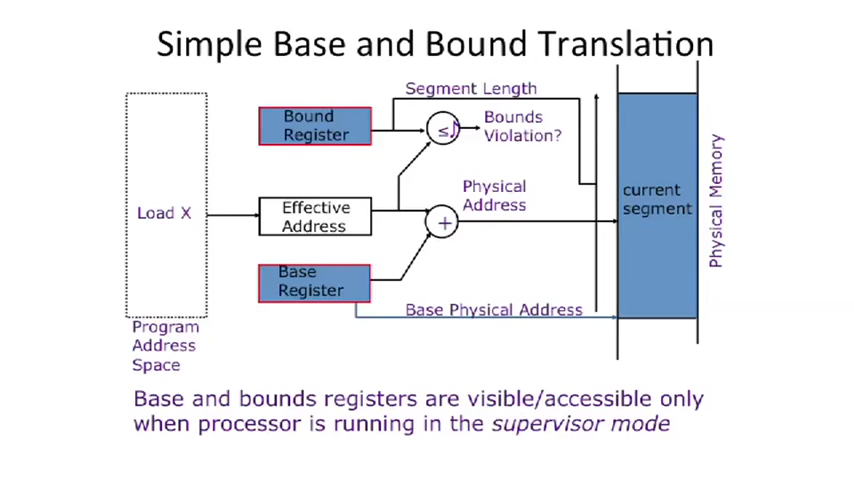 Simple Base and Bound Translation
Segment Length
Bound
Register
≤
Bounds
Violation?
Physical
Address
current
segment
Physical Memory
Load X
Effective
Address
+
Base
Register
Base Physical Address
Program
Address
Space
Base and bounds registers are visible/accessible only
when processor is running in the supervisor mode